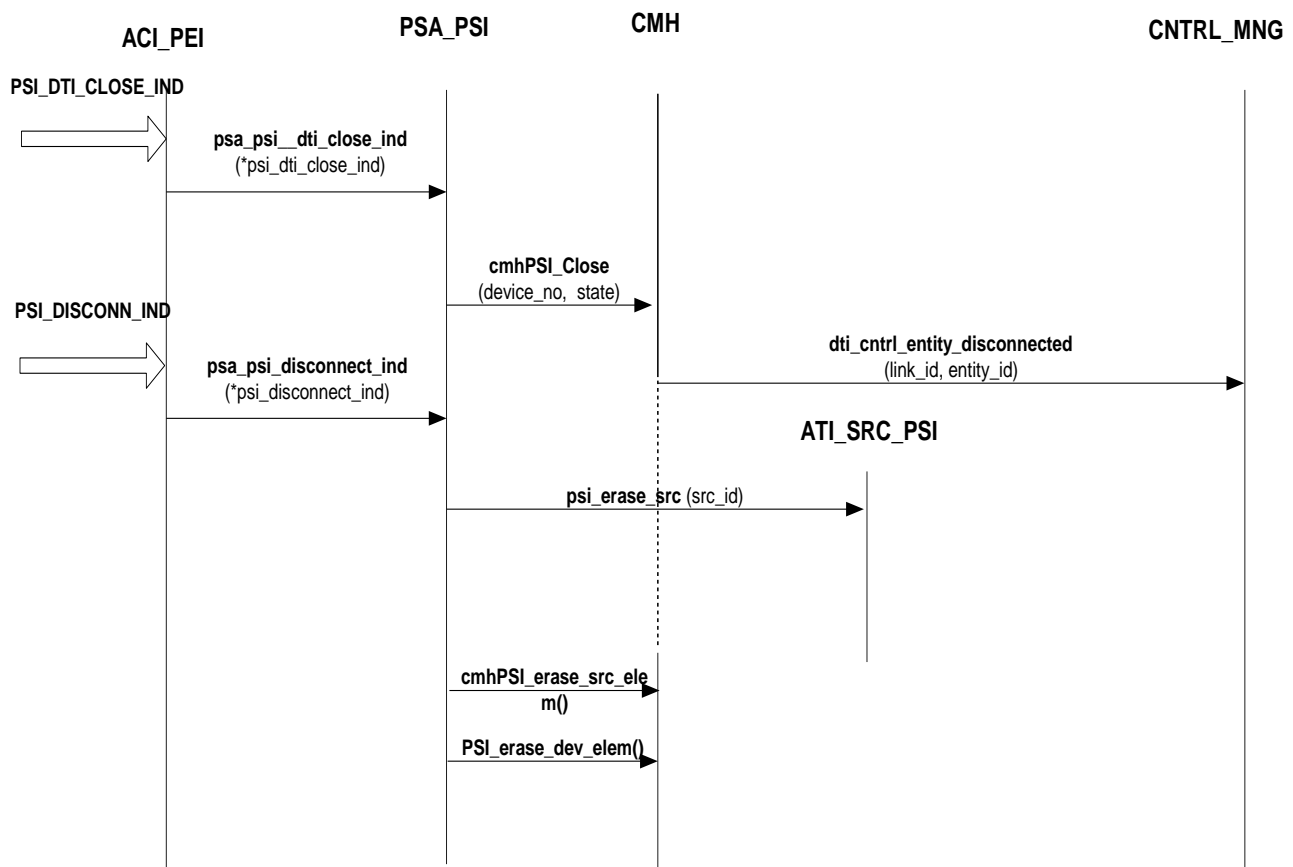 ACI_PEI
PSA_PSI
CMH
CNTRL_MNG
PSI_DTI_CLOSE_IND
psa_psi__dti_close_ind
(*psi_dti_close_ind)
cmhPSI_Close
(device_no,  state)
PSI_DISCONN_IND
dti_cntrl_entity_disconnected
(link_id, entity_id)
psa_psi_disconnect_ind
(*psi_disconnect_ind)
ATI_SRC_PSI
psi_erase_src (src_id)
cmhPSI_erase_src_ele
m()
PSI_erase_dev_elem()